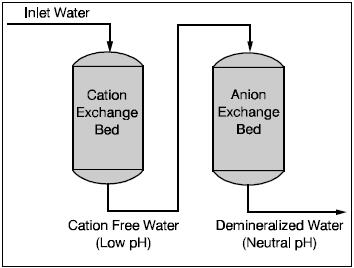 Inlet Water
Cation
Exchange
Bed
Anion
Exchange
Bed
Cation Free Water
(Low pH)
Demineralized Water
(Neutral pH)